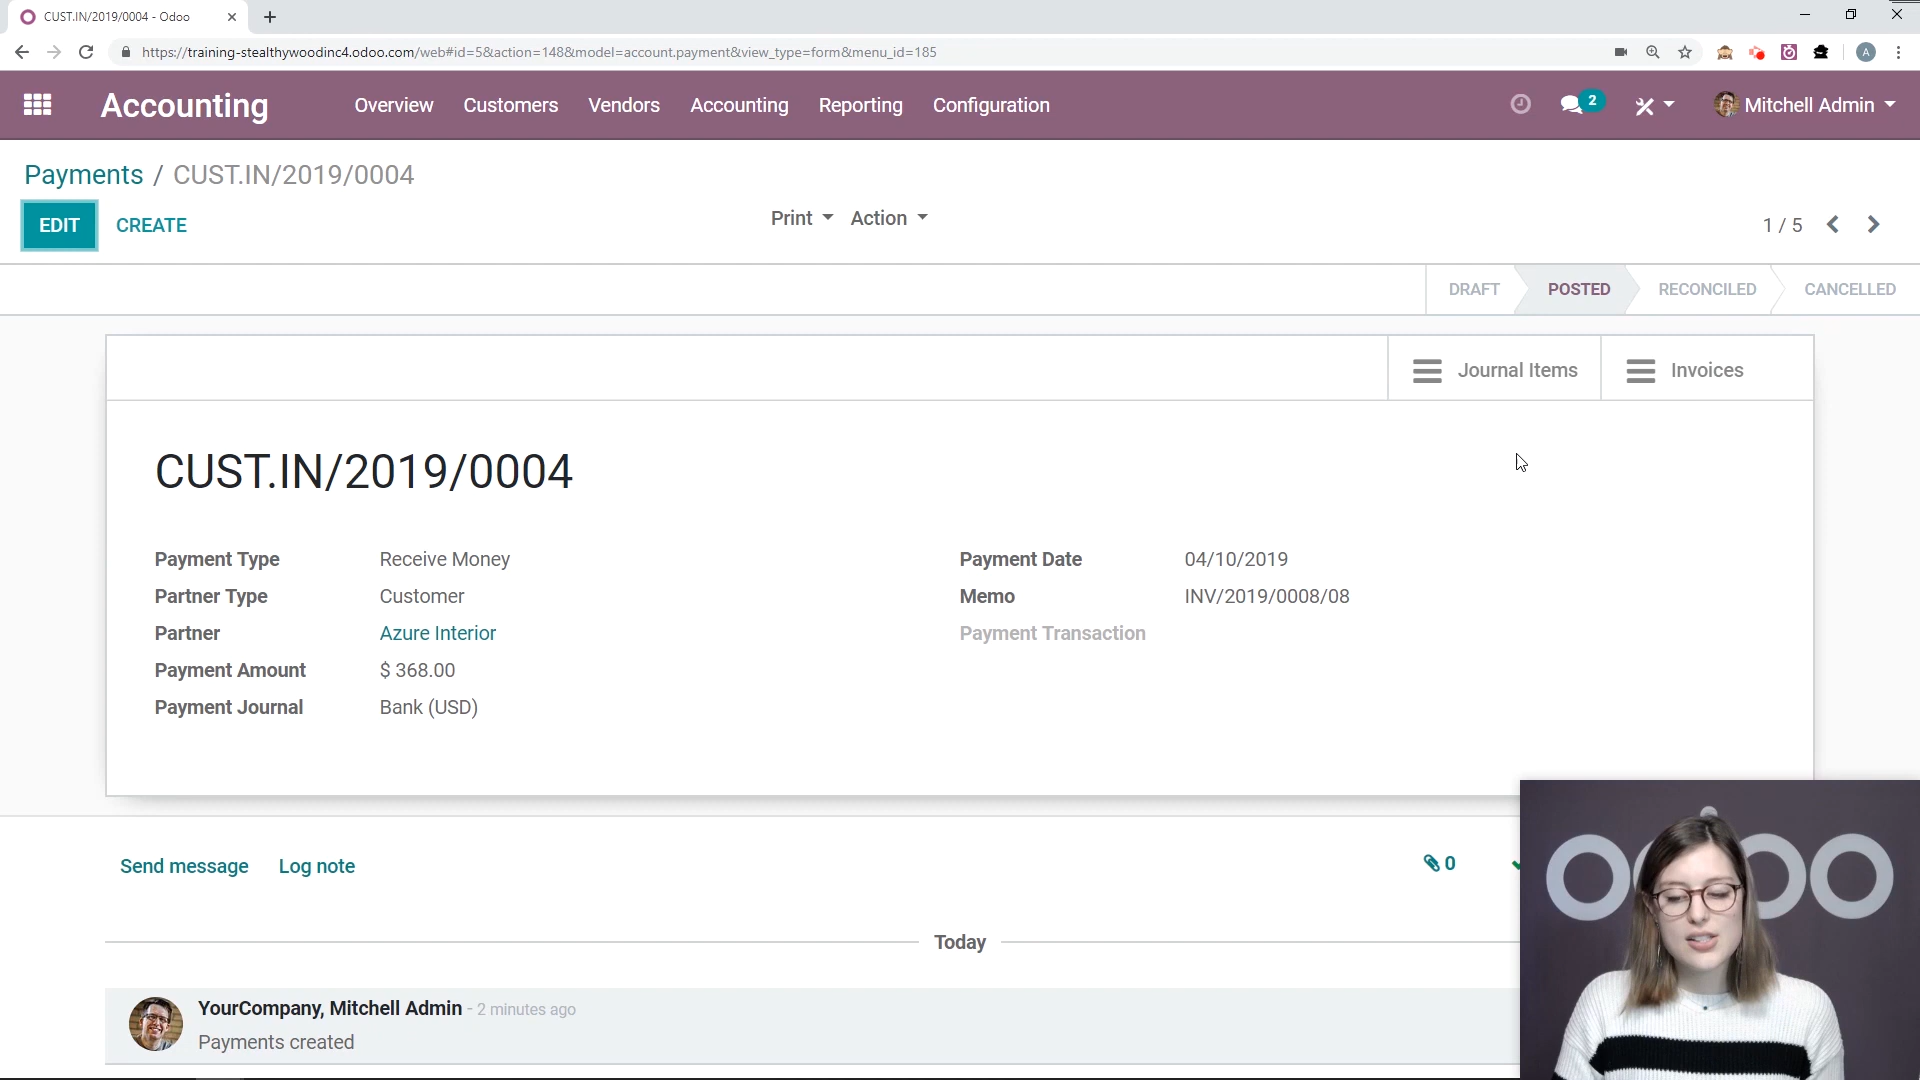 CUST.IN/2019/0004 - Odoo
https://training-stealthywoodinc4.odoo.com/web#id=5&action=148&model=account.payment&view_type=form&menu_id=185
A
Accounting
Overview Customers Vendors Accounting Reporting Configuration
2
Mitchell Admin
Payments / CUST.IN/2019/0004
EDIT CREATE
Print Action
1 / 5
DRAFT POSTED RECONCILED CANCELLED
Journal Items Invoices
CUST.IN/2019/0004
Payment Type Receive Money Payment Date 04/10/2019
Partner Type Customer Memo INV/2019/0008/08
Partner Azure Interior Payment Transaction
Payment Amount $ 368.00
Payment Journal Bank (USD)
Send message Log note
0
odoo
Today
YourCompany, Mitchell Admin - 2 minutes ago
Payments created